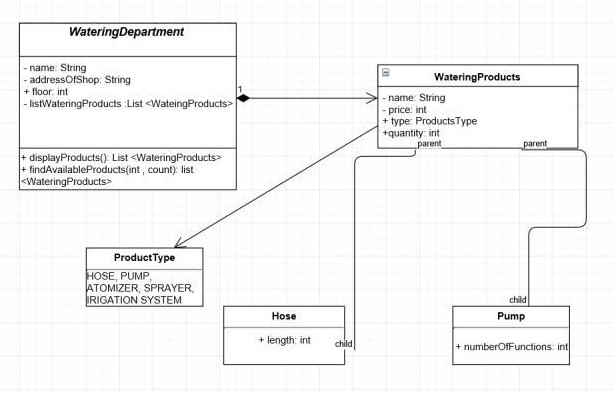 WateringDepartment
- name: String
- addressOfShop: String
+ floor: int
- listWateringProducts :List <WateingProducts>
+ displayProducts(): List <WateringProducts>
+ findAvailableProducts(int , count): list
<WateringProducts>
1
WateringProducts
- name: String
- price: int
+ type: ProductsType
+quantity: int
parent
parent
ProductType
HOSE, PUMP,
ATOMIZER, SPRAYER,
IRIGATION SYSTEM
Hose
+ length: int
child
child
Pump
+ numberOfFunctions: int